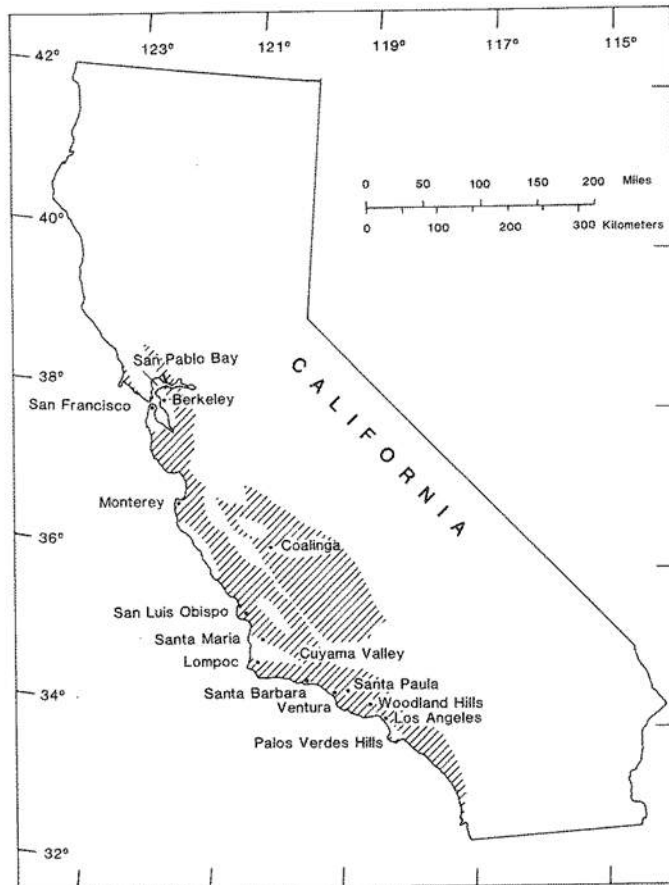 123° 121° 119° 117° 115°
42°
0 50 100 150 200 Miles
40°
0 100 200 300 Kilometers
San Pablo Bay
38°
San Francisco
Berkeley
CALIFORNIA
Monterey
36°
Coalinga
San Luis Obispo
Santa Maria
Cuyama Valley
Lompoc
34°
Santa Barbara
Santa Paula
Ventura
Woodland Hills
Los Angeles
Palos Verdes Hills
32°